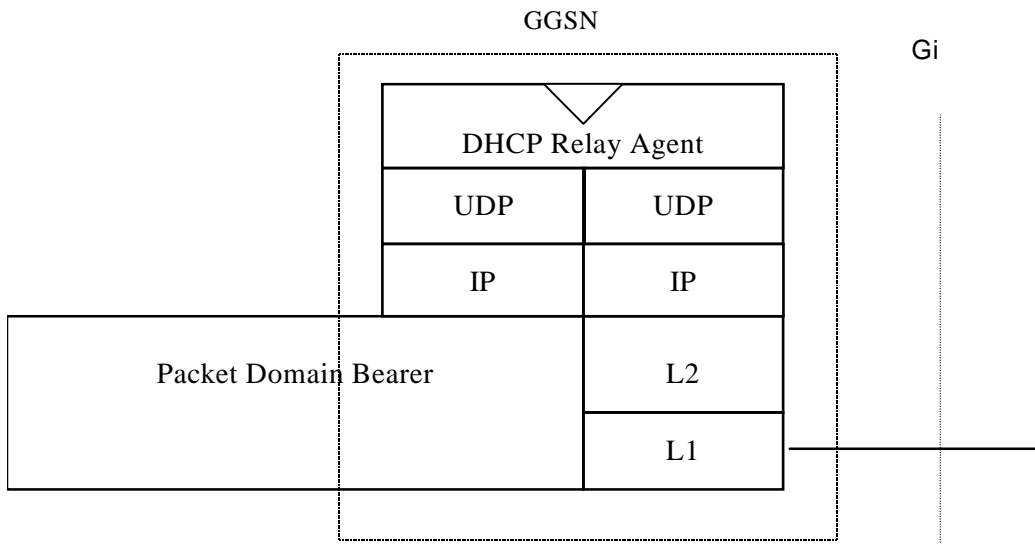 GGSN
Gi
DHCP Relay Agent
UDP UDP
IP IP
Packet Domain Bearer L2
L1